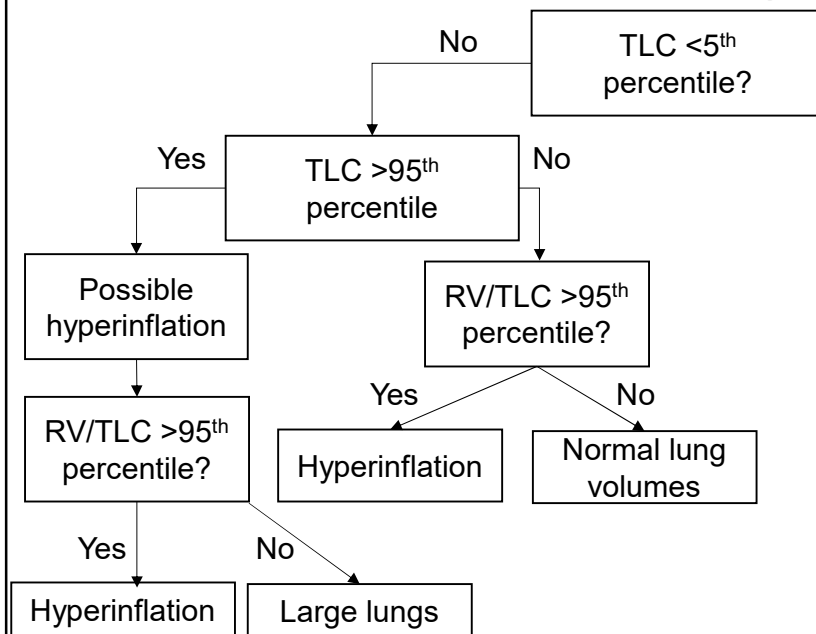 No
TLC <5th
percentile?
Yes
TLC >95th
percentile
No
Possible
hyperinflation
RV/TLC >95th
percentile?
Yes
No
RV/TLC >95th
percentile?
Hyperinflation
Normal lung
volumes
Yes
No
Hyperinflation
Large lungs